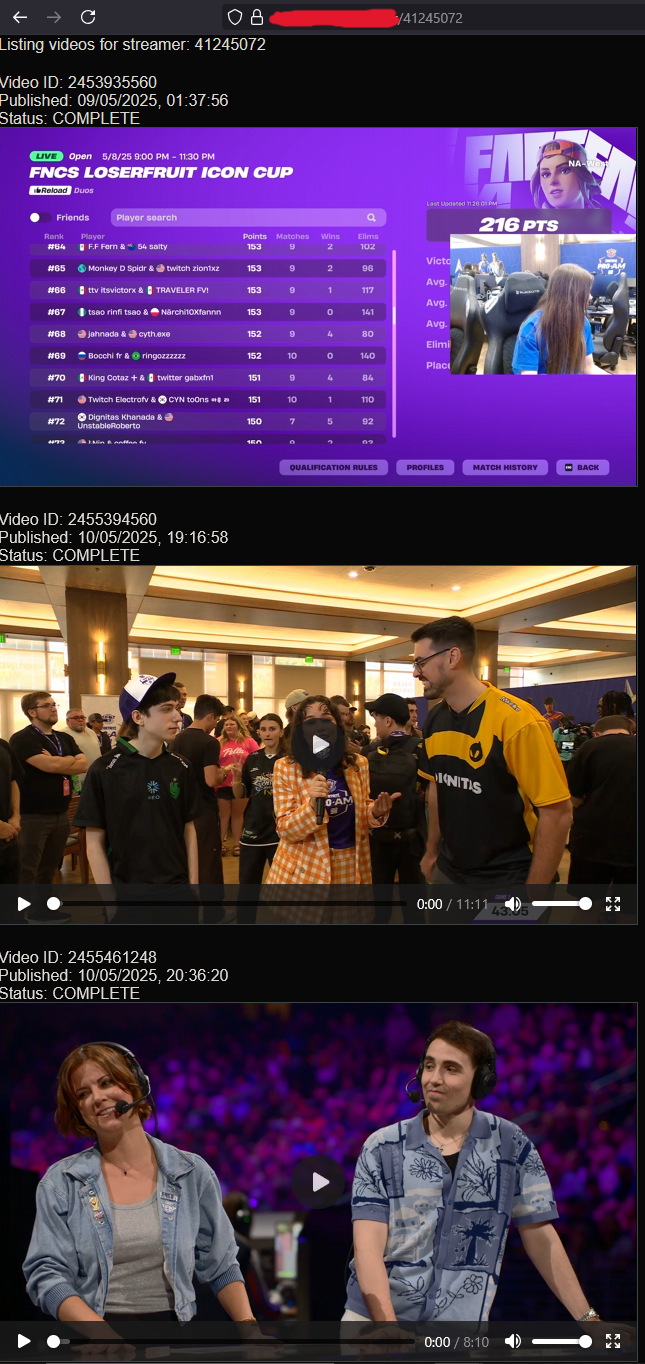 /41245072
Listing videos for streamer: 41245072
Video ID: 2453935560
Published: 09/05/2025, 01:37:56
Status: COMPLETE
LIVE Open 5/8/25 9:00 PM - 11:30 PM
FNCS LOSERFRUIT ICON CUP
Reload Duos
NA-West
Last Updated 11:26:01 PM
216 PTS
Friends Player search
Rank Player Points Matches Wins Elims
#64 F.F Fern & 54 salty 153 9 2 102
#65 Monkey D Spidr & twitch zion1xz 153 9 2 96
#66 ttv itsvictorx & TRAVELER FV! 153 9 1 117
#67 tsao rinfi tsao & Närchi10Xfannn 153 9 0 141
#68 jahnada & cyth.exe 152 9 4 80
#69 Bocchi fr & ringozzzzzz 152 10 0 140
#70 King Cotaz + & twitter gabxfn1 151 9 4 84
#71 Twitch Electrofv & CYN to0ns 151 10 1 110
#72 Dignitas Khanada & UnstableRoberto 150 7 5 92
Victo
Avg.
Avg.
Avg.
Elimi
Place
PRO-AM
QUALIFICATION RULES PROFILES MATCH HISTORY BACK
Video ID: 2455394560
Published: 10/05/2025, 19:16:58
Status: COMPLETE
DIGNITAS
PRO-AM
0:00 / 11:11
43:05
Video ID: 2455461248
Published: 10/05/2025, 20:36:20
Status: COMPLETE
0:00 / 8:10